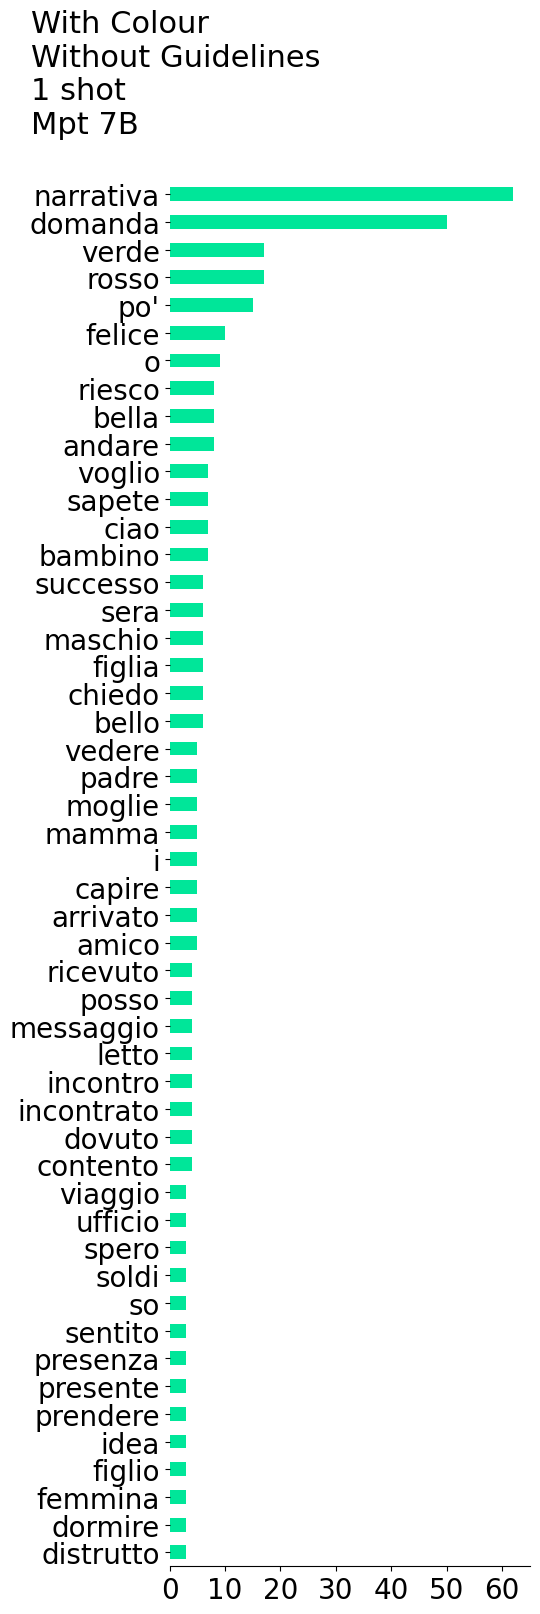 With Colour
Without Guidelines
1 shot
Mpt 7B
narrativa
domanda
verde
rosso
po'
felice
o
riesco
bella
andare
voglio
sapete
ciao
bambino
successo
sera
maschio
figlia
chiedo
bello
vedere
padre
moglie
mamma
i
capire
arrivato
amico
ricevuto
posso
messaggio
letto
incontro
incontrato
dovuto
contento
viaggio
ufficio
spero
soldi
so
sentito
presenza
presente
prendere
idea
figlio
femmina
dormire
distrutto
0 10 20 30 40 50 60